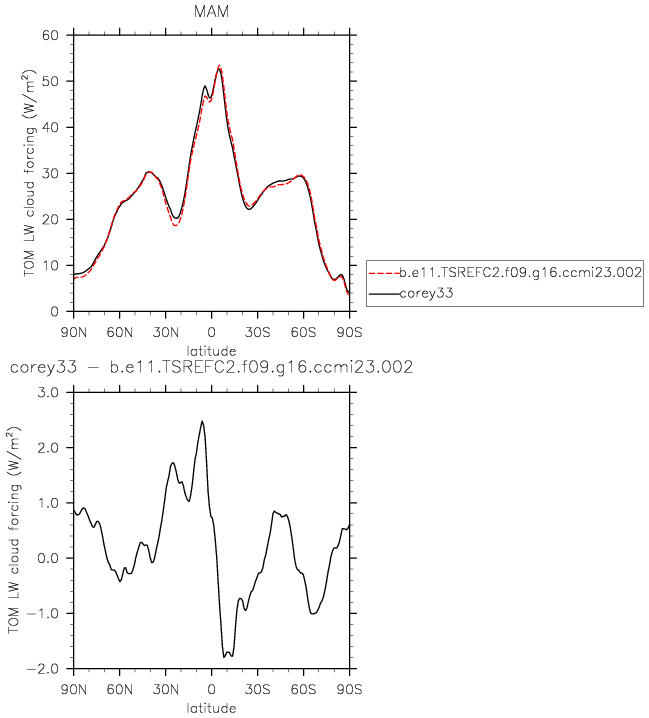 MAM
60
50
40
30
20
10
0
TOM LW cloud forcing (W/m²)
90N 60N 30N 0 30S 60S 90S
latitude
b.e11.TSREFC2.f09.g16.ccmi23.002
corey33
corey33 − b.e11.TSREFC2.f09.g16.ccmi23.002
3.0
2.0
1.0
0.0
−1.0
−2.0
TOM LW cloud forcing (W/m²)
90N 60N 30N 0 30S 60S 90S
latitude